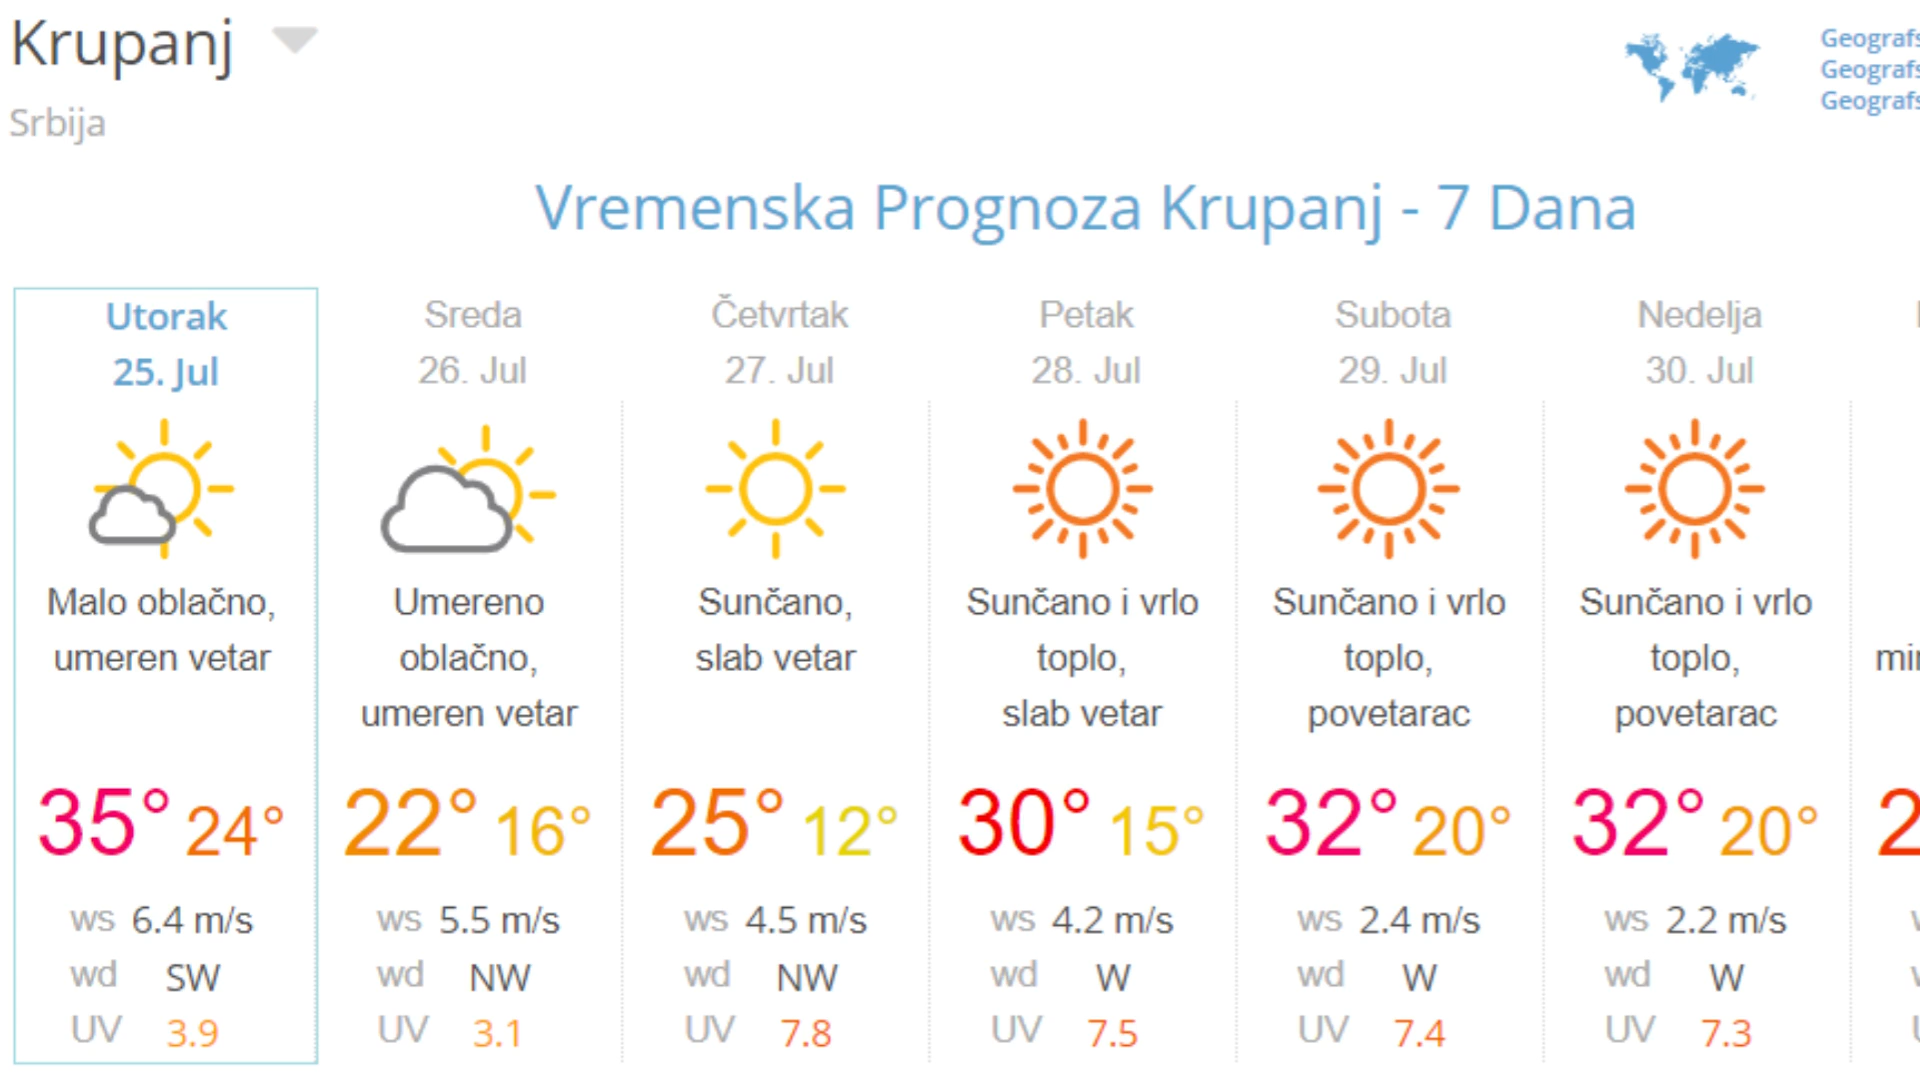 Krupanj
Srbija
Vremenska Prognoza Krupanj - 7 Dana
Utorak
25. Jul
Malo oblačno,
umeren vetar
35° 24°
ws 6.4 m/s
wd SW
UV 3.9
Sreda
26. Jul
Umereno
oblačno,
umeren vetar
22° 16°
ws 5.5 m/s
wd NW
UV 3.1
Četvrtak
27. Jul
Sunčano,
slab vetar
25° 12°
ws 4.5 m/s
wd NW
UV 7.8
Petak
28. Jul
Sunčano i vrlo
toplo,
slab vetar
30° 15°
ws 4.2 m/s
wd W
UV 7.5
Subota
29. Jul
Sunčano i vrlo
toplo,
povetarac
32° 20°
ws 2.4 m/s
wd W
UV 7.4
Nedelja
30. Jul
Sunčano i vrlo
toplo,
povetarac
32° 20°
ws 2.2 m/s
wd W
UV 7.3